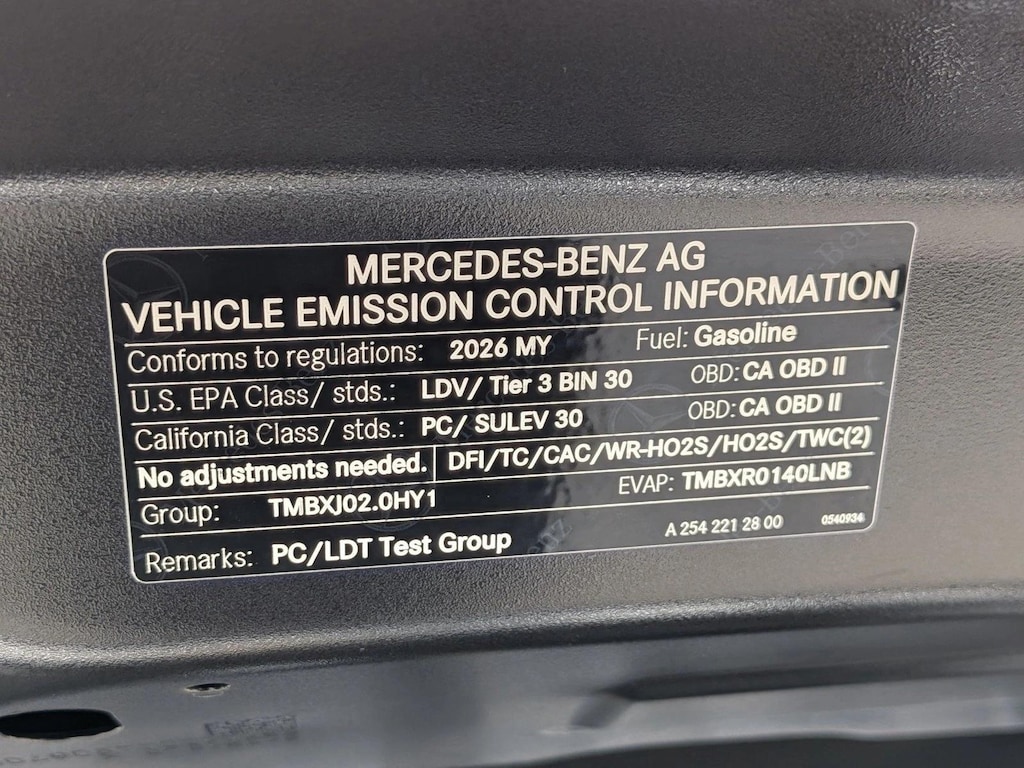 MERCEDES-BENZ AG
VEHICLE EMISSION CONTROL INFORMATION
Conforms to regulations: 2026 MY Fuel: Gasoline
U.S. EPA Class/ stds.: LDV/ Tier 3 BIN 30 OBD: CA OBD II
California Class/ stds.: PC/ SULEV 30 OBD: CA OBD II
No adjustments needed. DFI/TC/CAC/WR-HO2S/HO2S/TWC(2)
Group: TMBXJ02.0HY1 EVAP: TMBXR0140LNB
Remarks: PC/LDT Test Group A 254 221 28 00 0540934